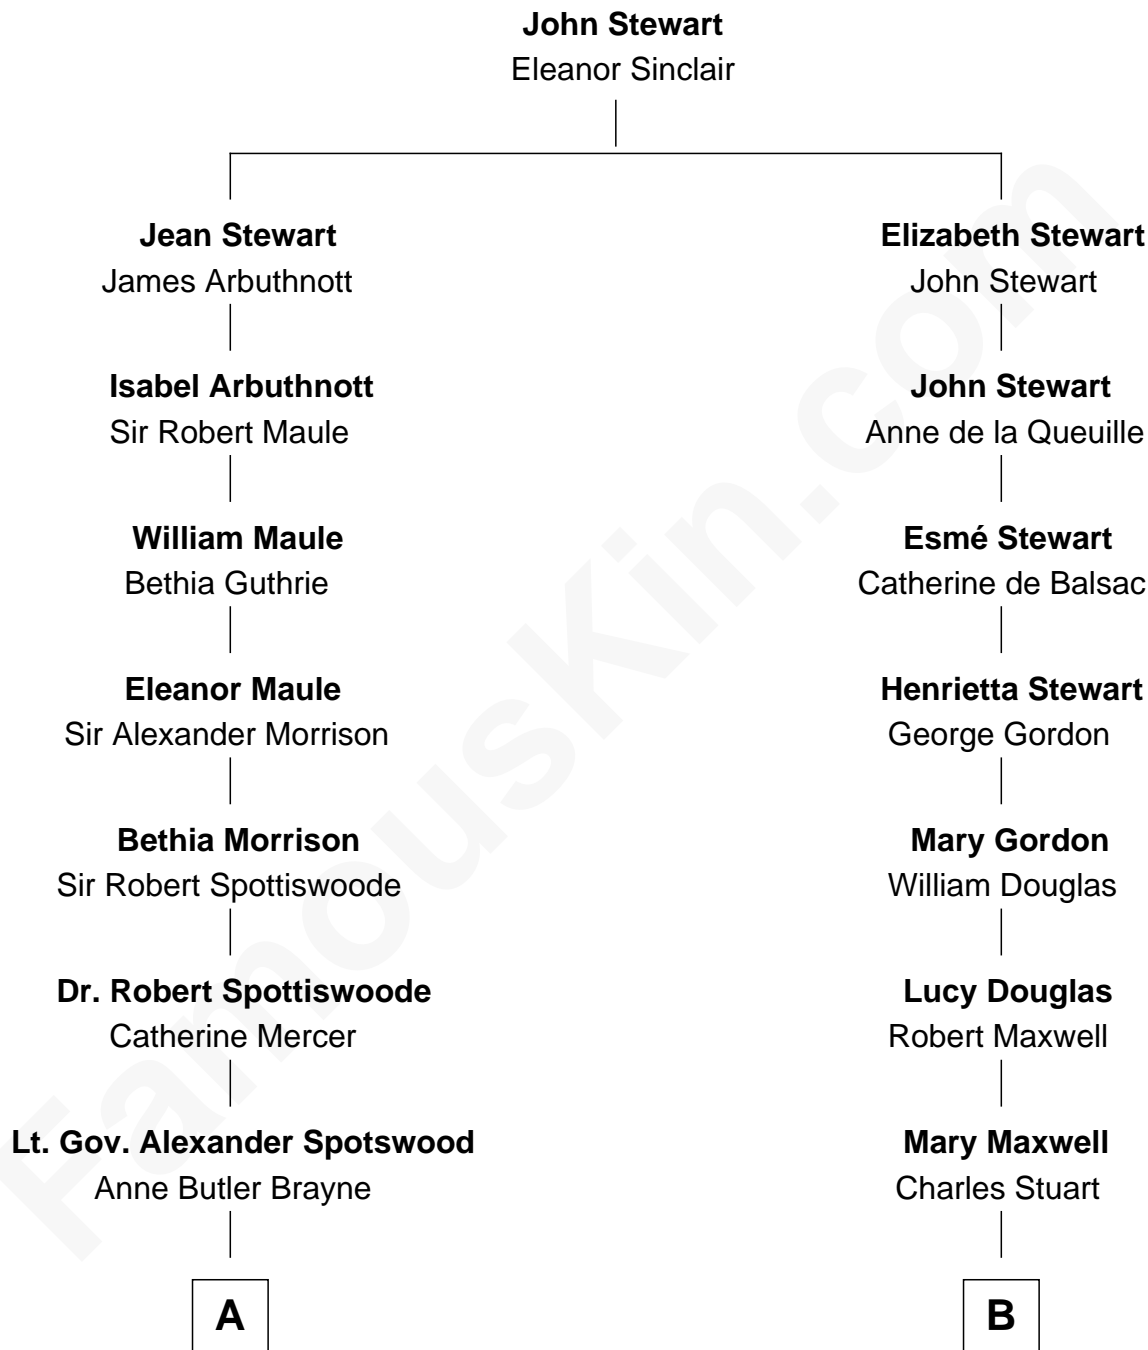 John Stewart
Eleanor Sinclair
Jean Stewart
James Arbuthnott
Isabel Arbuthnott
Sir Robert Maule
William Maule
Bethia Guthrie
Eleanor Maule
Sir Alexander Morrison
Bethia Morrison
Sir Robert Spottiswoode
Dr. Robert Spottiswoode
Catherine Mercer
Lt. Gov. Alexander Spotswood
Anne Butler Brayne
A
Elizabeth Stewart
John Stewart
John Stewart
Anne de la Queuille
Esmé Stewart
Catherine de Balsac
Henrietta Stewart
George Gordon
Mary Gordon
William Douglas
Lucy Douglas
Robert Maxwell
Mary Maxwell
Charles Stuart
B
FamousKin.com